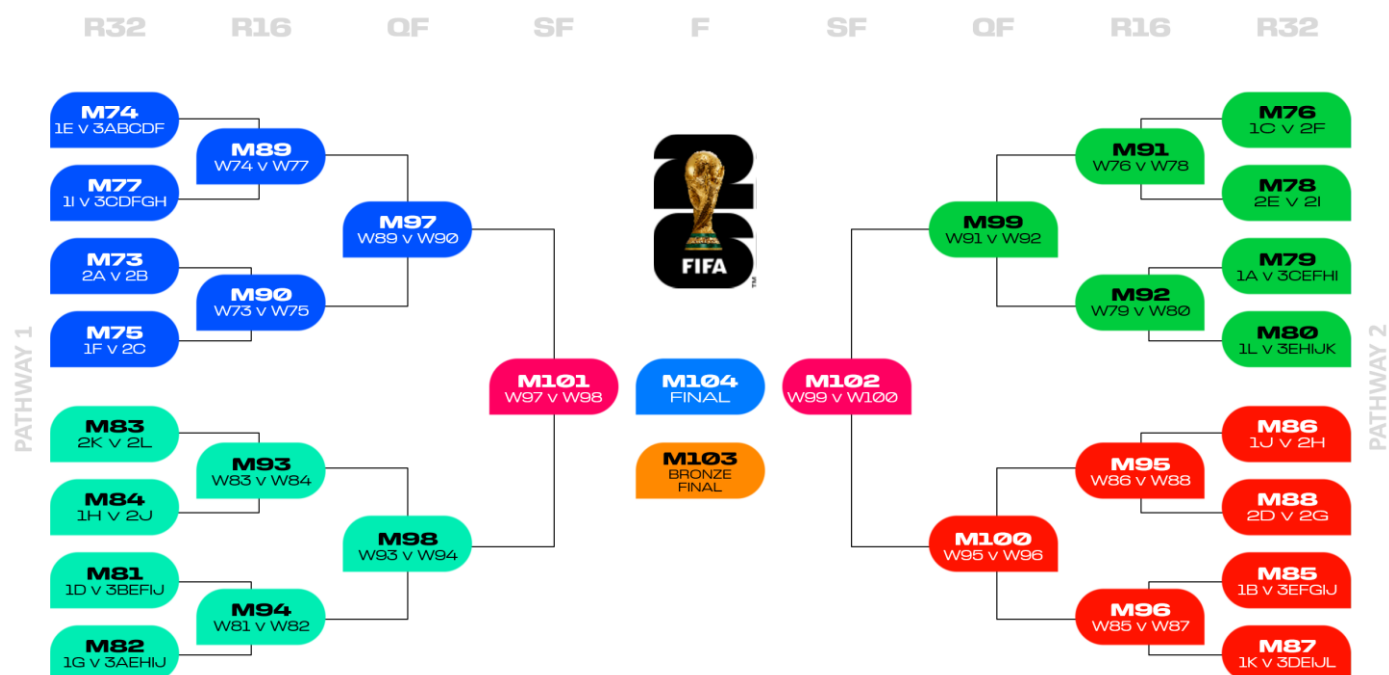 R32 R16 QF SF F SF QF R16 R32
PATHWAY 1
M74
1E v 3ABCDF
M77
1I v 3CDFGH
M73
2A v 2B
M75
1F v 2C
M83
2K v 2L
M84
1H v 2J
M81
1D v 3BEFIJ
M82
1G v 3AEHIJ
M89
W74 v W77
M90
W73 v W75
M93
W83 v W84
M94
W81 v W82
M97
W89 v W90
M98
W93 v W94
M101
W97 v W98
26
FIFA
TM
M104
FINAL
M103
BRONZE
FINAL
M102
W99 v W100
M99
W91 v W92
M100
W95 v W96
M91
W76 v W78
M92
W79 v W80
M95
W86 v W88
M96
W85 v W87
M76
1C v 2F
M78
2E v 2I
M79
1A v 3CEFHI
M80
1L v 3EHIJK
M86
1J v 2H
M88
2D v 2G
M85
1B v 3EFGIJ
M87
1K v 3DEIJL
PATHWAY 2